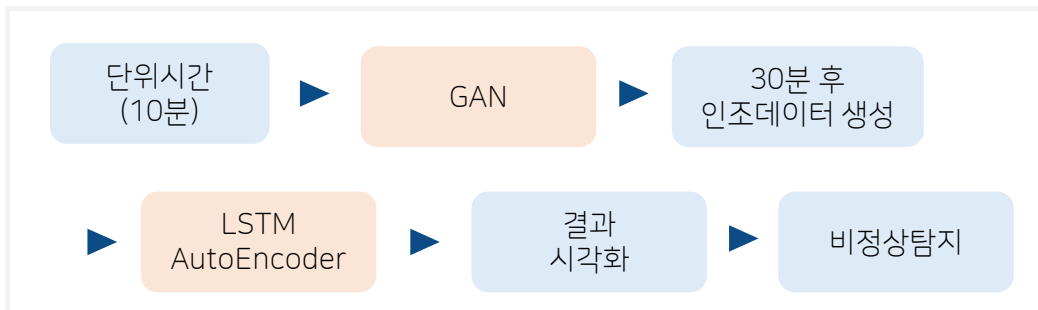 단위시간
(10분)
GAN
30분 후
인조데이터 생성
LSTM
AutoEncoder
결과
시각화
비정상탐지